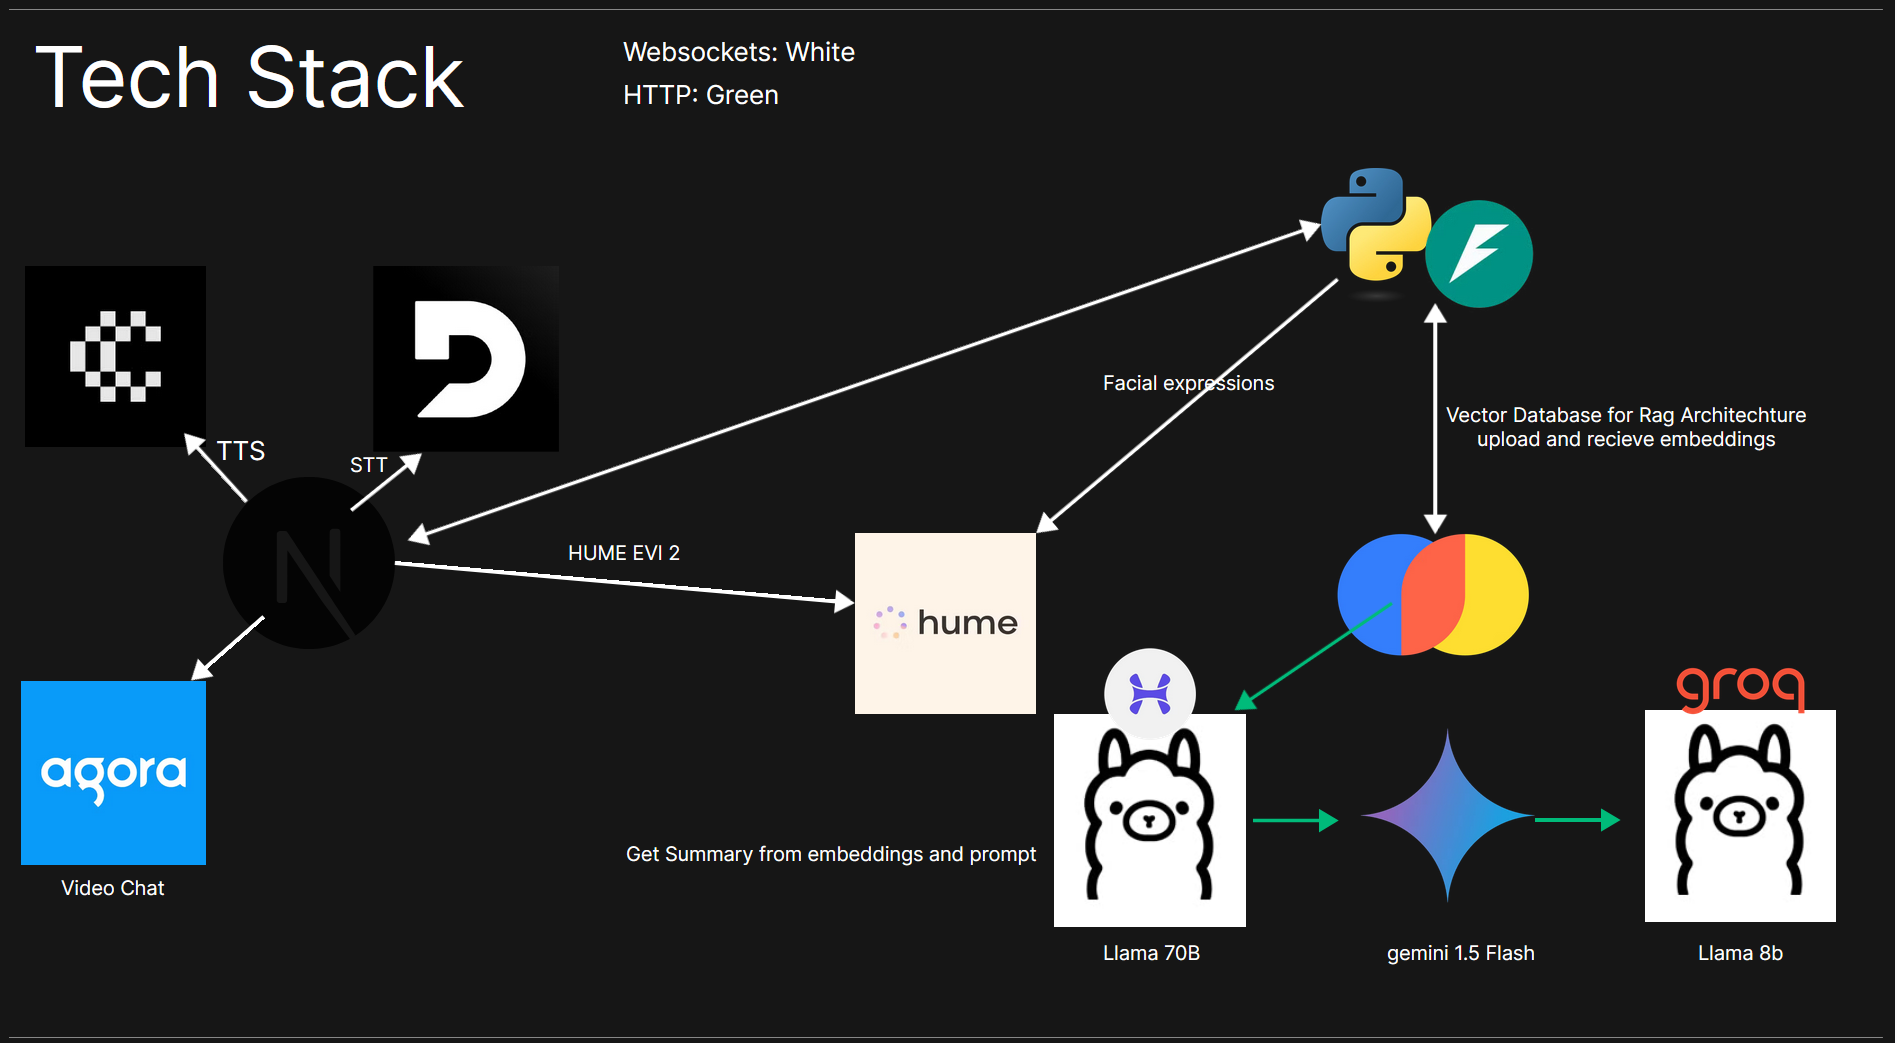 Tech Stack
Websockets: White
HTTP: Green
TTS
STT
Facial expressions
Vector Database for Rag Architechture
upload and recieve embeddings
HUME EVI 2
hume
groq
agora
Video Chat
Get Summary from embeddings and prompt
Llama 70B
gemini 1.5 Flash
Llama 8b